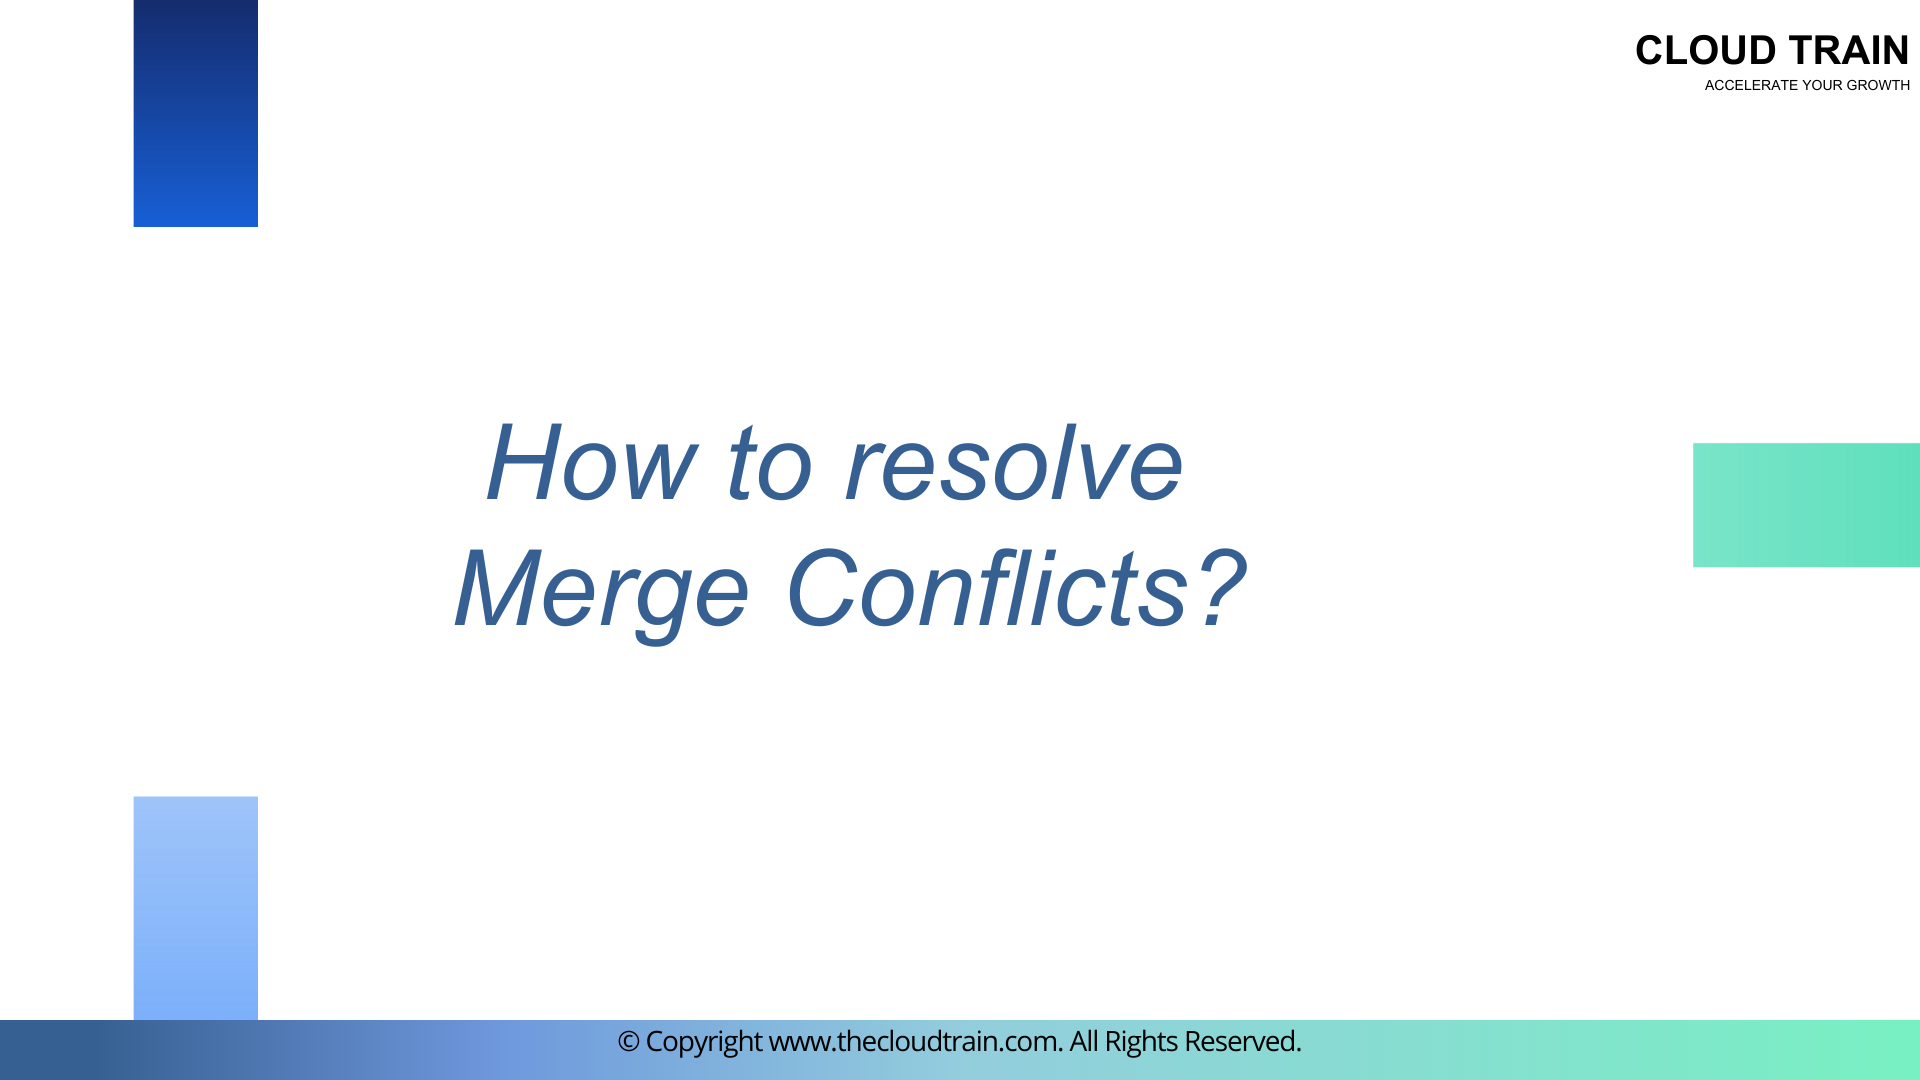 CLOUD TRAIN
ACCELERATE YOUR GROWTH
How to resolve
Merge Conflicts?
© Copyright www.thecloudtrain.com. All Rights Reserved.